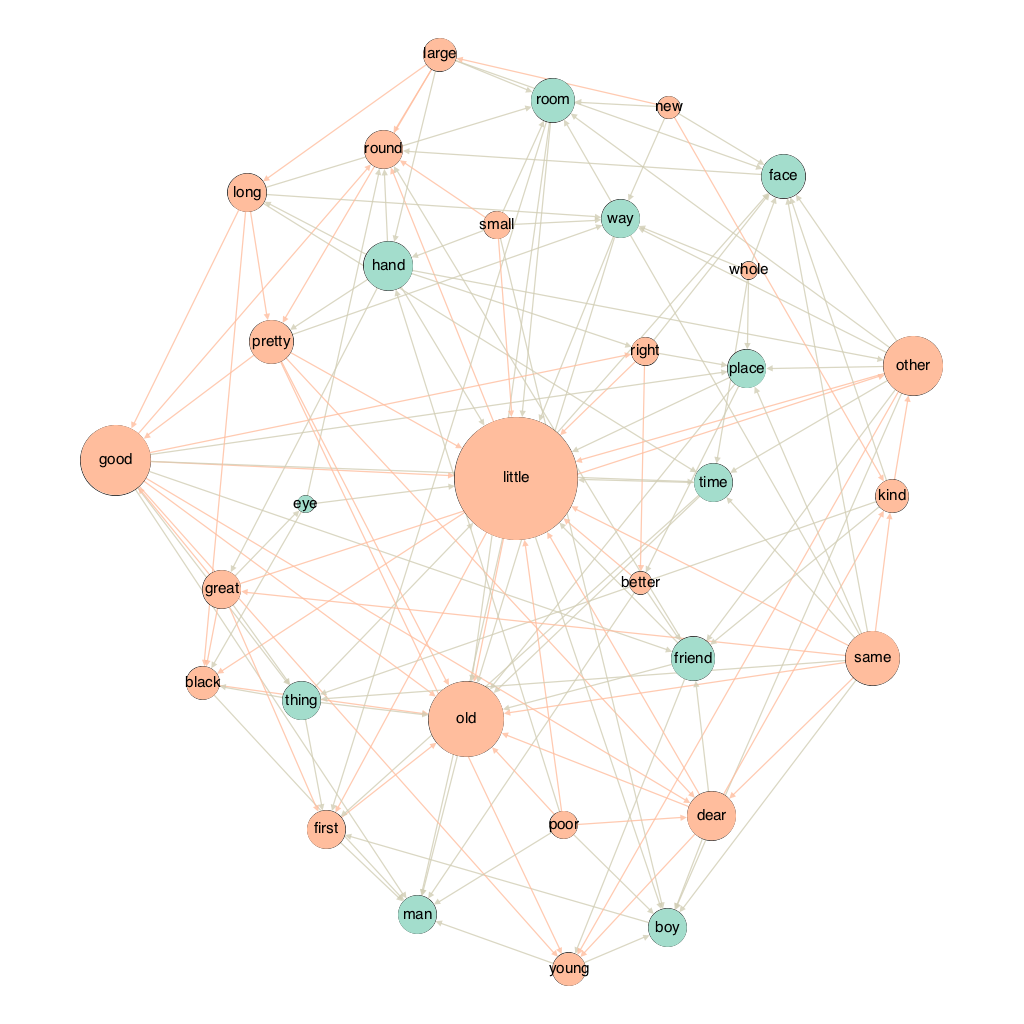 large
room
new
round
face
long
way
small
hand
whole
pretty
right
place
other
good
little
time
kind
eye
better
great
friend
same
black
thing
old
dear
poor
first
man
boy
young